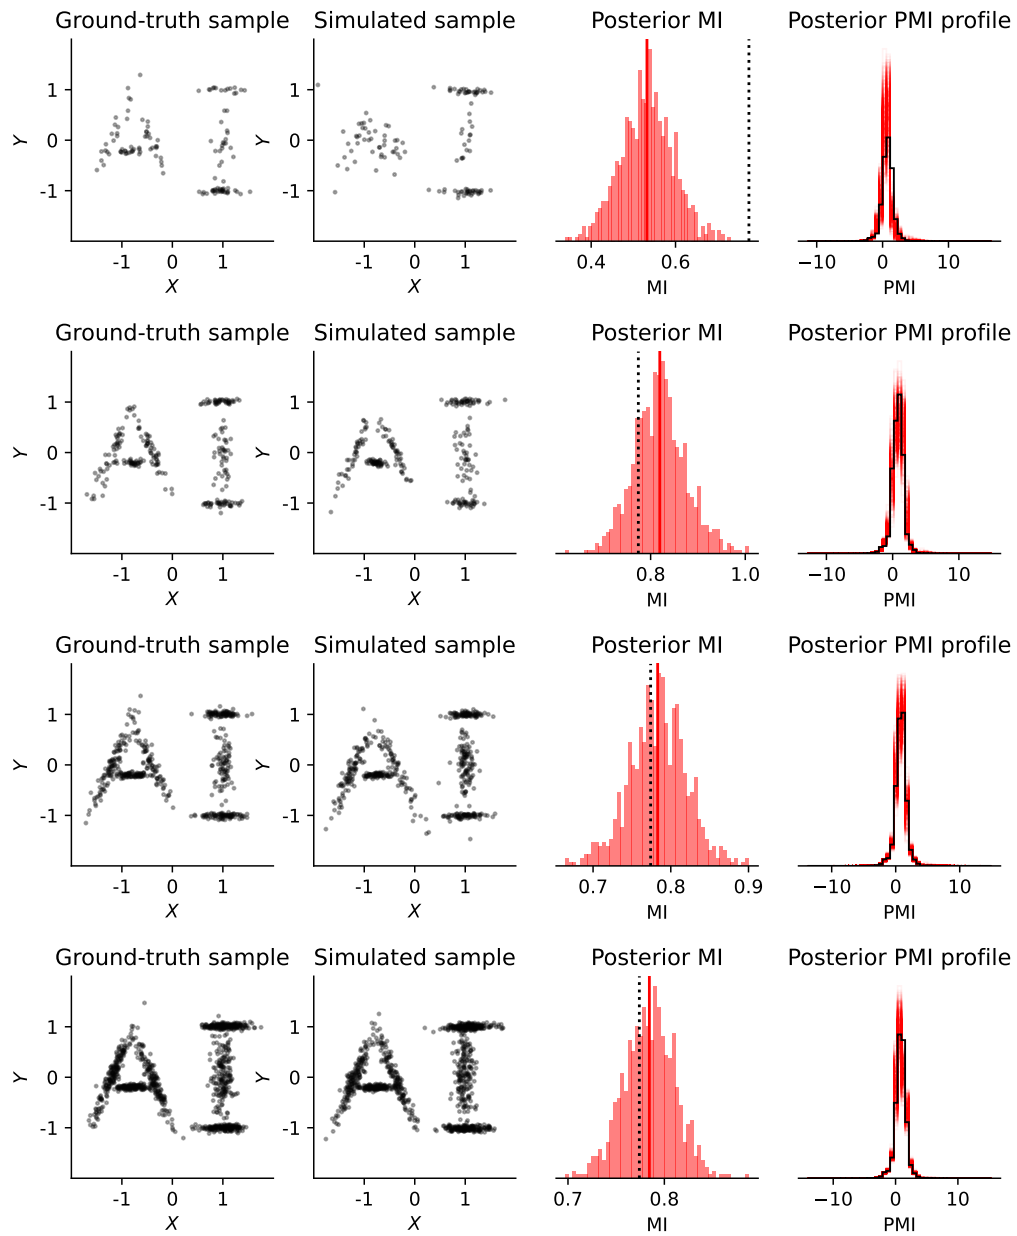 Ground-truth sample Simulated sample Posterior MI Posterior PMI profile
Y 1 0 -1 Y 1 0 -1
-1 0 1 -1 0 1 0.4 0.6 −10 0 10
X X MI PMI
Ground-truth sample Simulated sample Posterior MI Posterior PMI profile
Y 1 0 -1 Y 1 0 -1
-1 0 1 -1 0 1 0.8 1.0 −10 0 10
X X MI PMI
Ground-truth sample Simulated sample Posterior MI Posterior PMI profile
Y 1 0 -1 Y 1 0 -1
-1 0 1 -1 0 1 0.7 0.8 0.9 −10 0 10
X X MI PMI
Ground-truth sample Simulated sample Posterior MI Posterior PMI profile
Y 1 0 -1 Y 1 0 -1
-1 0 1 -1 0 1 0.7 0.8 −10 0 10
X X MI PMI